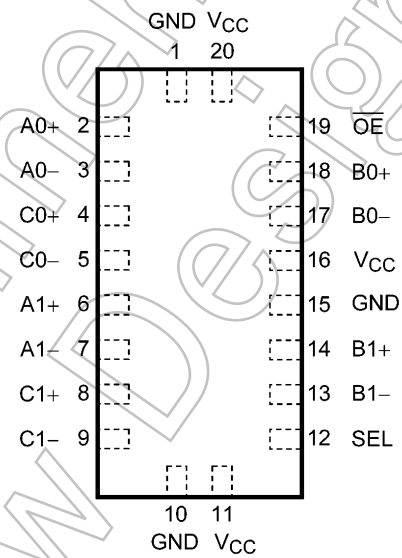 GND VCC
1 20
A0+ 2 19 OE
A0− 3 18 B0+
C0+ 4 17 B0−
C0− 5 16 VCC
A1+ 6 15 GND
A1− 7 14 B1+
C1+ 8 13 B1−
C1− 9 12 SEL
10 11
GND VCC